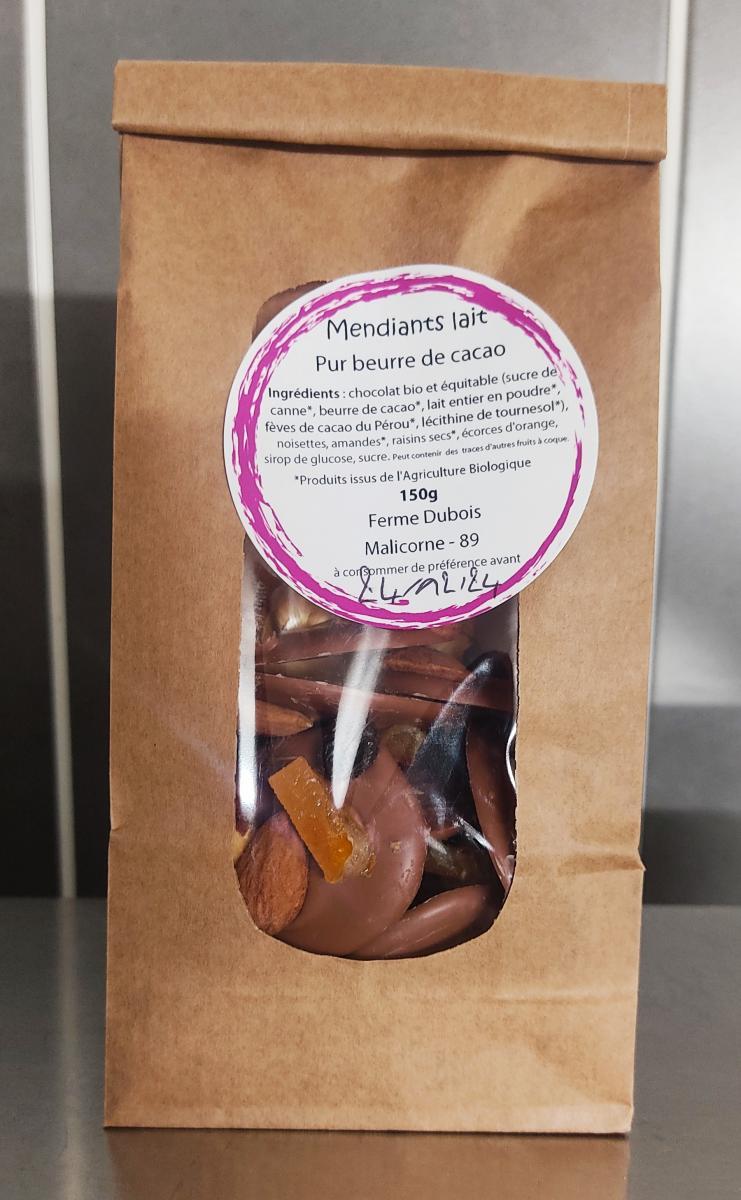 Mendiants lait
Pur beurre de cacao
Ingrédients : chocolat bio et équitable (sucre de
canne*, beurre de cacao*, lait entier en poudre*,
fèves de cacao du Pérou*, lécithine de tournesol*),
noisettes, amandes*, raisins secs*, écorces d'orange,
sirop de glucose, sucre. Peut contenir des traces d'autres fruits à coque.
*Produits issus de l'Agriculture Biologique
150g
Ferme Dubois
Malicorne - 89
à consommer de préférence avant